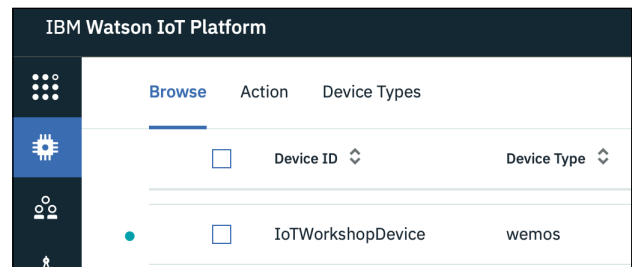 IBM Watson IoT Platform
Browse Action Device Types
Device ID Device Type
IoTWorkshopDevice wemos